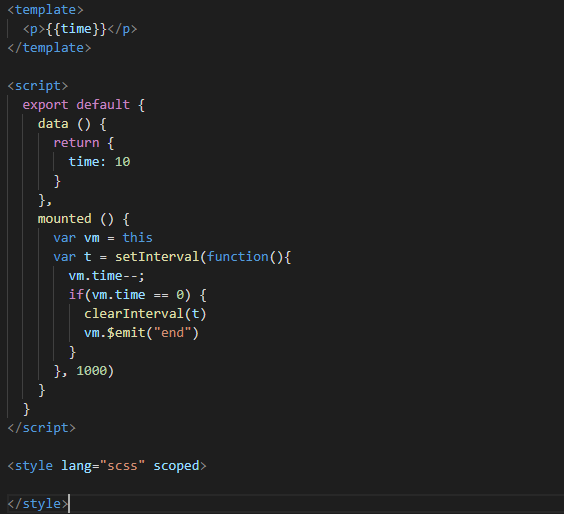 <template>
  <p>{{time}}</p>
</template>

<script>
  export default {
    data () {
      return {
        time: 10
      }
    },
    mounted () {
      var vm = this
      var t = setInterval(function(){
        vm.time--;
        if(vm.time == 0) {
          clearInterval(t)
          vm.$emit("end")
        }
      }, 1000)
    }
  }
</script>

<style lang="scss" scoped>

</style>